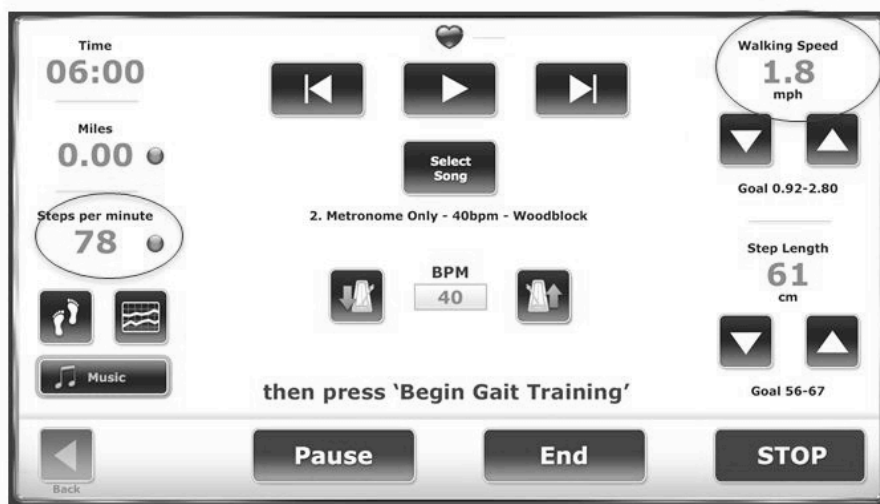 Time
06:00
Miles
0.00
Steps per minute
78
Music
Select
Song
2. Metronome Only - 40bpm - Woodblock
BPM
40
then press ‘Begin Gait Training’
Walking Speed
1.8
mph
Goal 0.92-2.80
Step Length
61
cm
Goal 56-67
Back
Pause
End
STOP